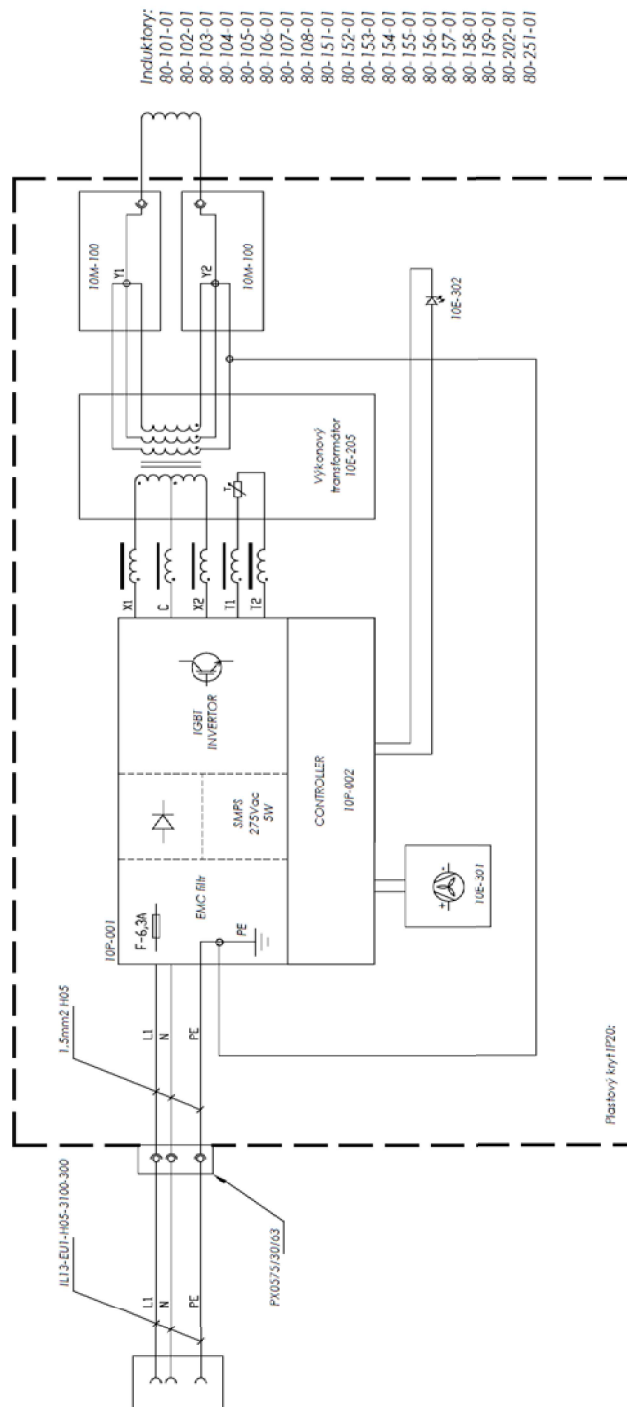 Induktory:
80-101-01
80-102-01
80-103-01
80-104-01
80-105-01
80-106-01
80-107-01
80-108-01
80-151-01
80-152-01
80-153-01
80-154-01
80-155-01
80-156-01
80-157-01
80-158-01
80-159-01
80-202-01
80-251-01
10M-100
Y1
Y2
10M-100
10E-302
Výkonový
transformátor
10E-205
T
X1
C
X2
T1
T2
IGBT
INVERTOR
SMPS
275Vac
5W
CONTROLLER
10P-002
10P-001
F-6,3A
EMC filtr
PE
+
-
10E-301
1.5mm2 H05
L1
N
PE
Plastový kryt IP20:
IL13-EU1-H05-3100-300
PX0575/30/63
L1
N
PE